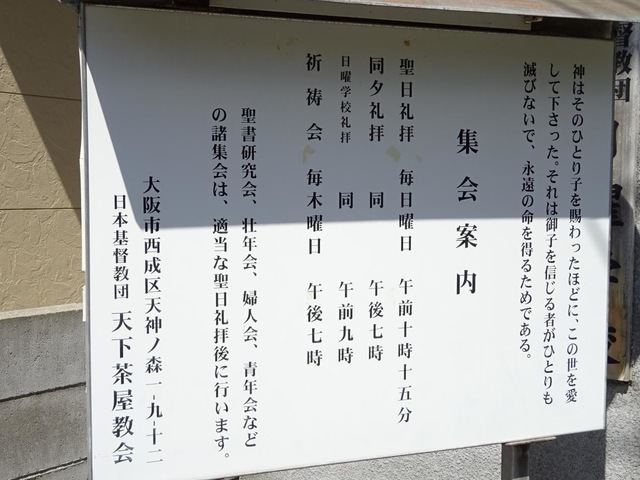 神はそのひとり子を賜わったほどに、この世を愛
して下さった。それは御子を信じる者がひとりも
滅びないで、永遠の命を得るためである。
集会案内
聖日礼拝 毎日曜日 午前十時十五分
同夕礼拝 同 午後七時
日曜学校礼拝 同 午前九時
祈祷会 毎木曜日 午後七時
聖書研究会、壮年会、婦人会、青年会など
の諸集会は、適当な聖日礼拝後に行います。
大阪市西成区天神ノ森一-九-十二
日本基督教団 天下茶屋教会
督教団